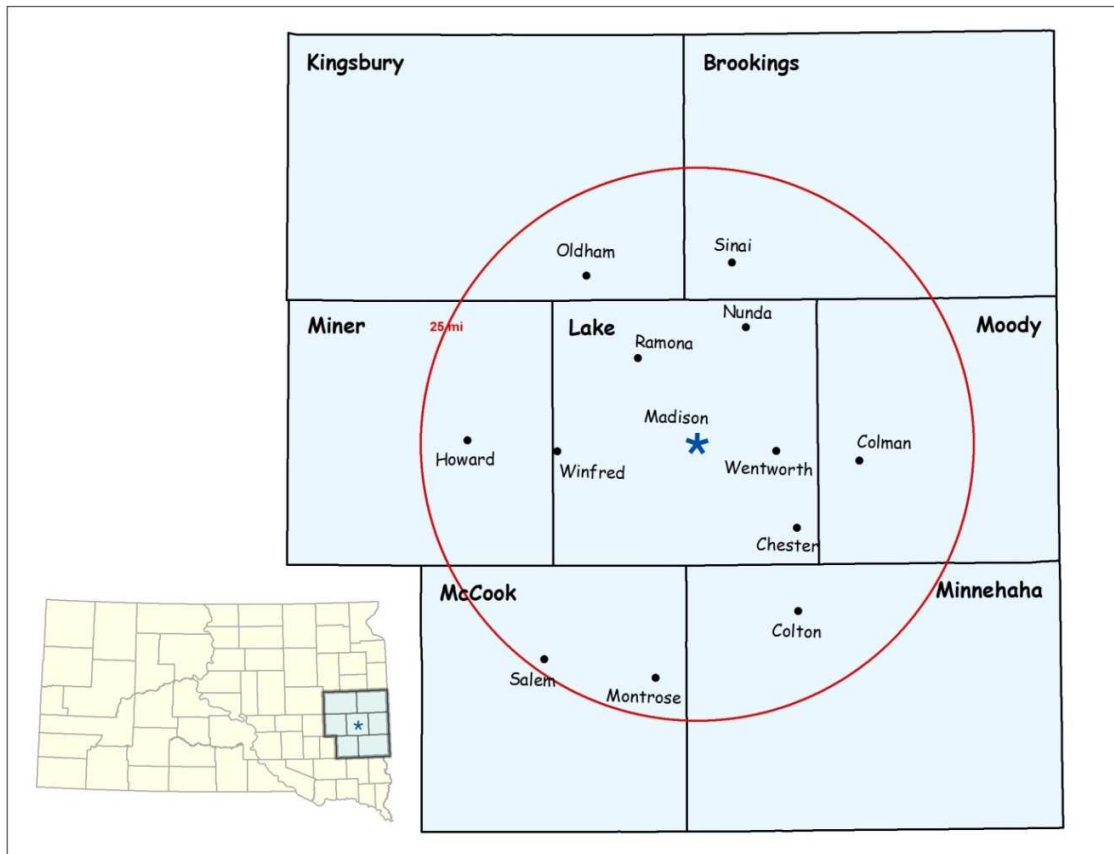 Kingsbury
Brookings
Oldham
Sinai
Miner
25 mi
Lake
Nunda
Moody
Ramona
Madison
Howard
Winfred
Wentworth
Colman
Chester
McCook
Minnehaha
Colton
Salem
Montrose